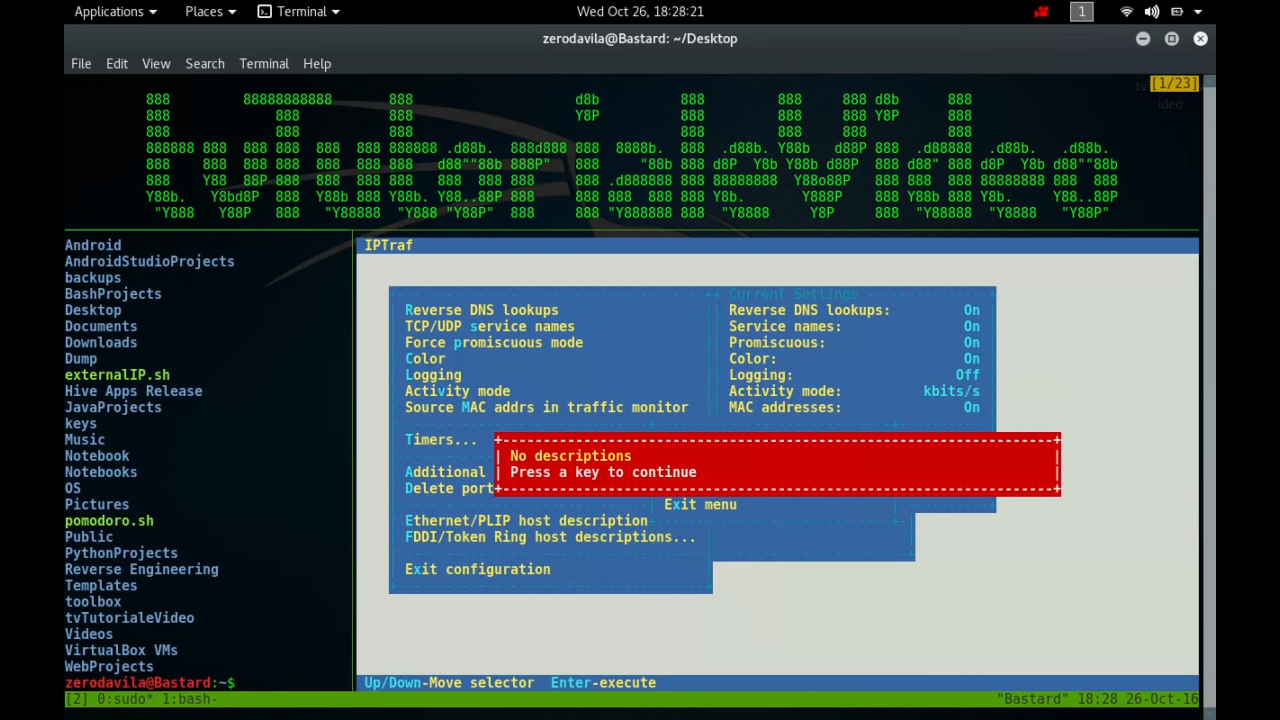 Applications Places Terminal Wed Oct 26, 18:28:21 1
zerodavila@Bastard: ~/Desktop
File Edit View Search Terminal Help
[1/23]
tv
ideo
tutorialeVideo
Android
AndroidStudioProjects
backups
BashProjects
Desktop
Documents
Downloads
Dump
externalIP.sh
Hive Apps Release
JavaProjects
keys
Music
Notebook
Notebooks
OS
Pictures
pomodoro.sh
Public
PythonProjects
Reverse Engineering
Templates
toolbox
tvTutorialeVideo
Videos
VirtualBox VMs
WebProjects
zerodavila@Bastard:~$
IPTraf
Reverse DNS lookups
TCP/UDP service names
Force promiscuous mode
Color
Logging
Activity mode
Source MAC addrs in traffic monitor
Timers...
Additional
Delete port
Ethernet/PLIP host description
FDDI/Token Ring host descriptions...
Exit configuration
Current Settings
Reverse DNS lookups: On
Service names: On
Promiscuous: On
Color: On
Logging: Off
Activity mode: kbits/s
MAC addresses: On
No descriptions
Press a key to continue
Exit menu
Up/Down-Move selector Enter-execute
[2] 0:sudo* 1:bash- "Bastard" 18:28 26-Oct-16